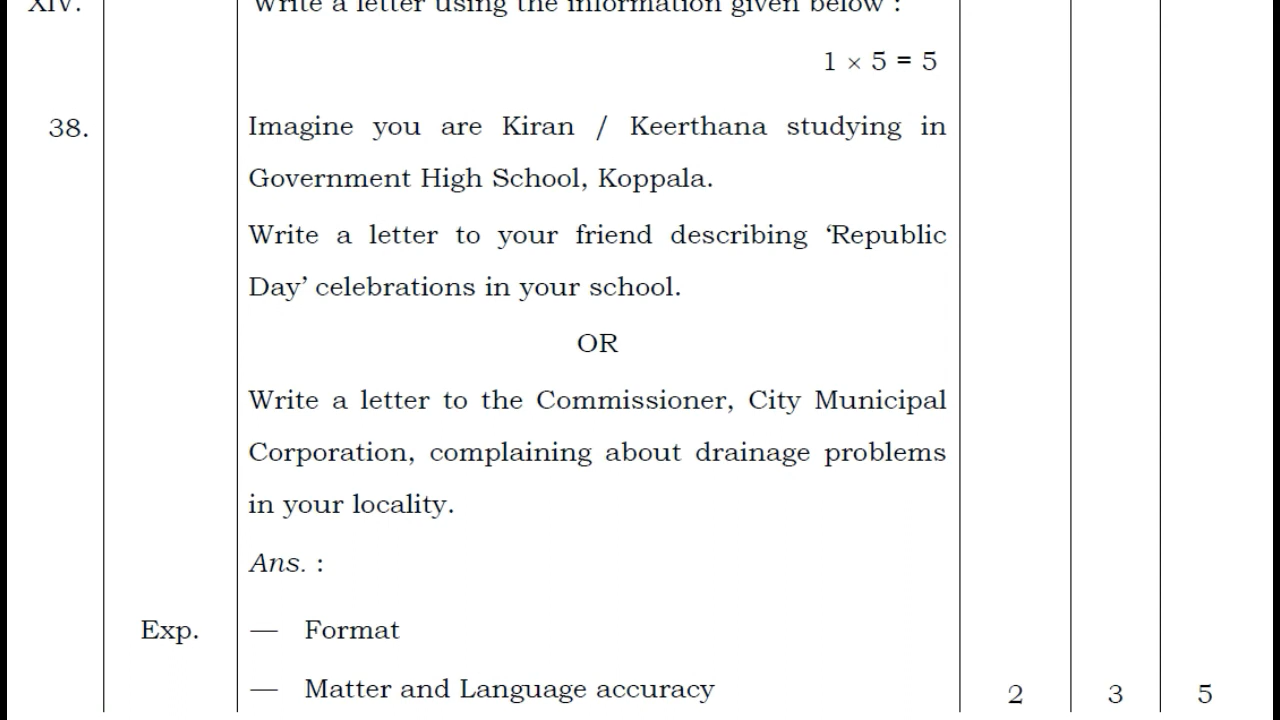 XIV. Write a letter using the information given below :
1 × 5 = 5
38. Imagine you are Kiran / Keerthana studying in
Government High School, Koppala.
Write a letter to your friend describing ‘Republic
Day’ celebrations in your school.
OR
Write a letter to the Commissioner, City Municipal
Corporation, complaining about drainage problems
in your locality.
Ans. :
Exp. — Format
— Matter and Language accuracy 2 3 5